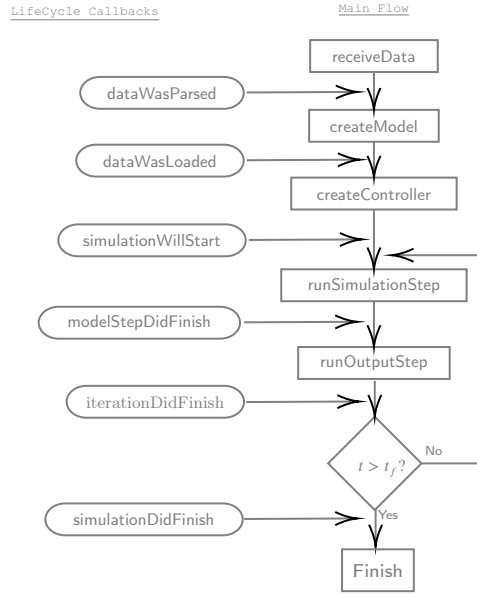 LifeCycle Callbacks
Main Flow
receiveData
dataWasParsed
createModel
dataWasLoaded
createController
simulationWillStart
runSimulationStep
modelStepDidFinish
runOutputStep
iterationDidFinish
t > t_f?
No
Yes
simulationDidFinish
Finish